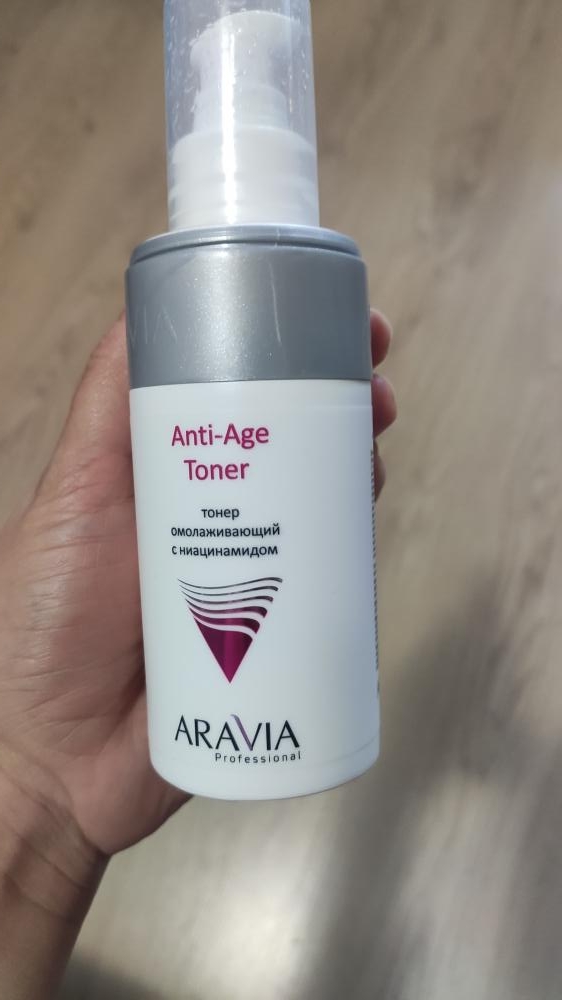 Anti-Age
Toner
тонер
омолаживающий
с ниацинамидом
ARAVIA
Professional